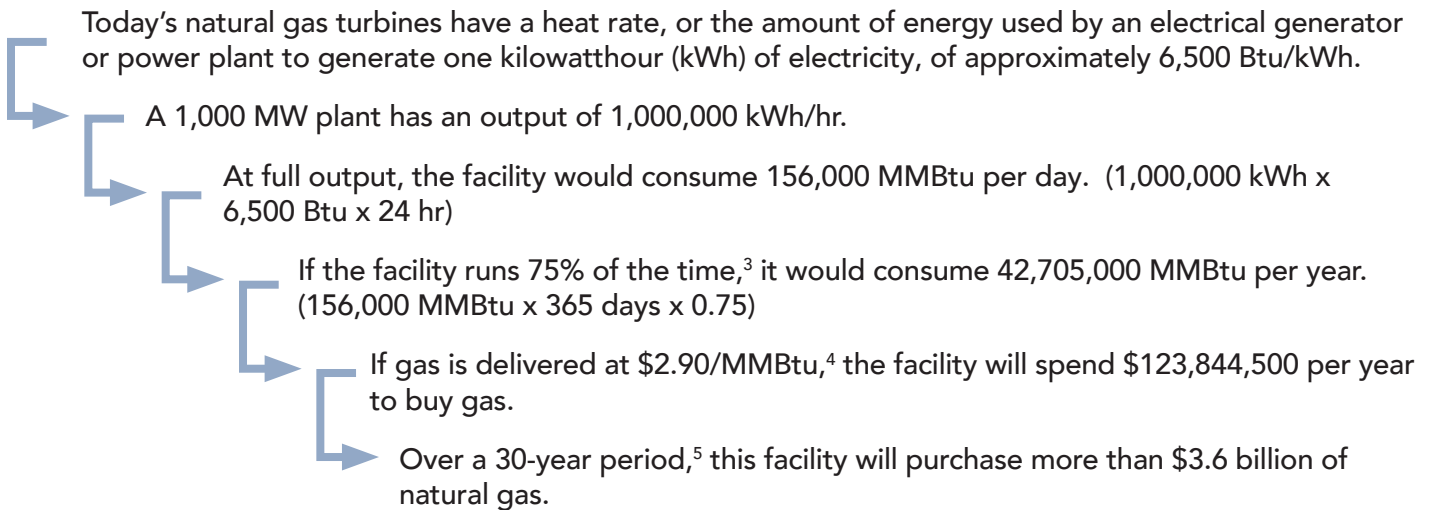 Today’s natural gas turbines have a heat rate, or the amount of energy used by an electrical generator
or power plant to generate one kilowatthour (kWh) of electricity, of approximately 6,500 Btu/kWh.
A 1,000 MW plant has an output of 1,000,000 kWh/hr.
At full output, the facility would consume 156,000 MMBtu per day.  (1,000,000 kWh x
6,500 Btu x 24 hr)
If the facility runs 75% of the time,³ it would consume 42,705,000 MMBtu per year.
(156,000 MMBtu x 365 days x 0.75)
If gas is delivered at $2.90/MMBtu,⁴ the facility will spend $123,844,500 per year
to buy gas.
Over a 30-year period,⁵ this facility will purchase more than $3.6 billion of
natural gas.